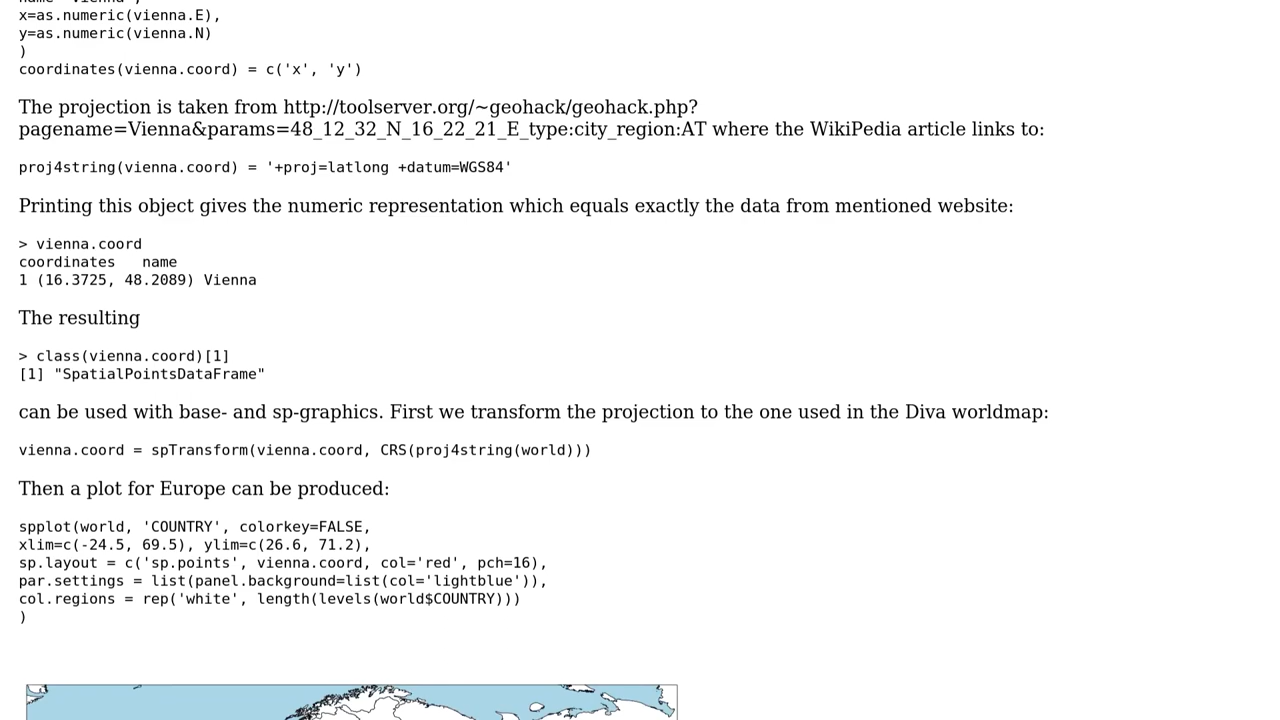 x=as.numeric(vienna.E),
y=as.numeric(vienna.N)
)
coordinates(vienna.coord) = c('x', 'y')
The projection is taken from http://toolserver.org/~geohack/geohack.php?
pagename=Vienna&params=48_12_32_N_16_22_21_E_type:city_region:AT where the WikiPedia article links to:
proj4string(vienna.coord) = '+proj=latlong +datum=WGS84'
Printing this object gives the numeric representation which equals exactly the data from mentioned website:
> vienna.coord
coordinates   name
1 (16.3725, 48.2089) Vienna
The resulting
> class(vienna.coord)[1]
[1] "SpatialPointsDataFrame"
can be used with base- and sp-graphics. First we transform the projection to the one used in the Diva worldmap:
vienna.coord = spTransform(vienna.coord, CRS(proj4string(world)))
Then a plot for Europe can be produced:
spplot(world, 'COUNTRY', colorkey=FALSE,
xlim=c(-24.5, 69.5), ylim=c(26.6, 71.2),
sp.layout = c('sp.points', vienna.coord, col='red', pch=16),
par.settings = list(panel.background=list(col='lightblue')),
col.regions = rep('white', length(levels(world$COUNTRY)))
)